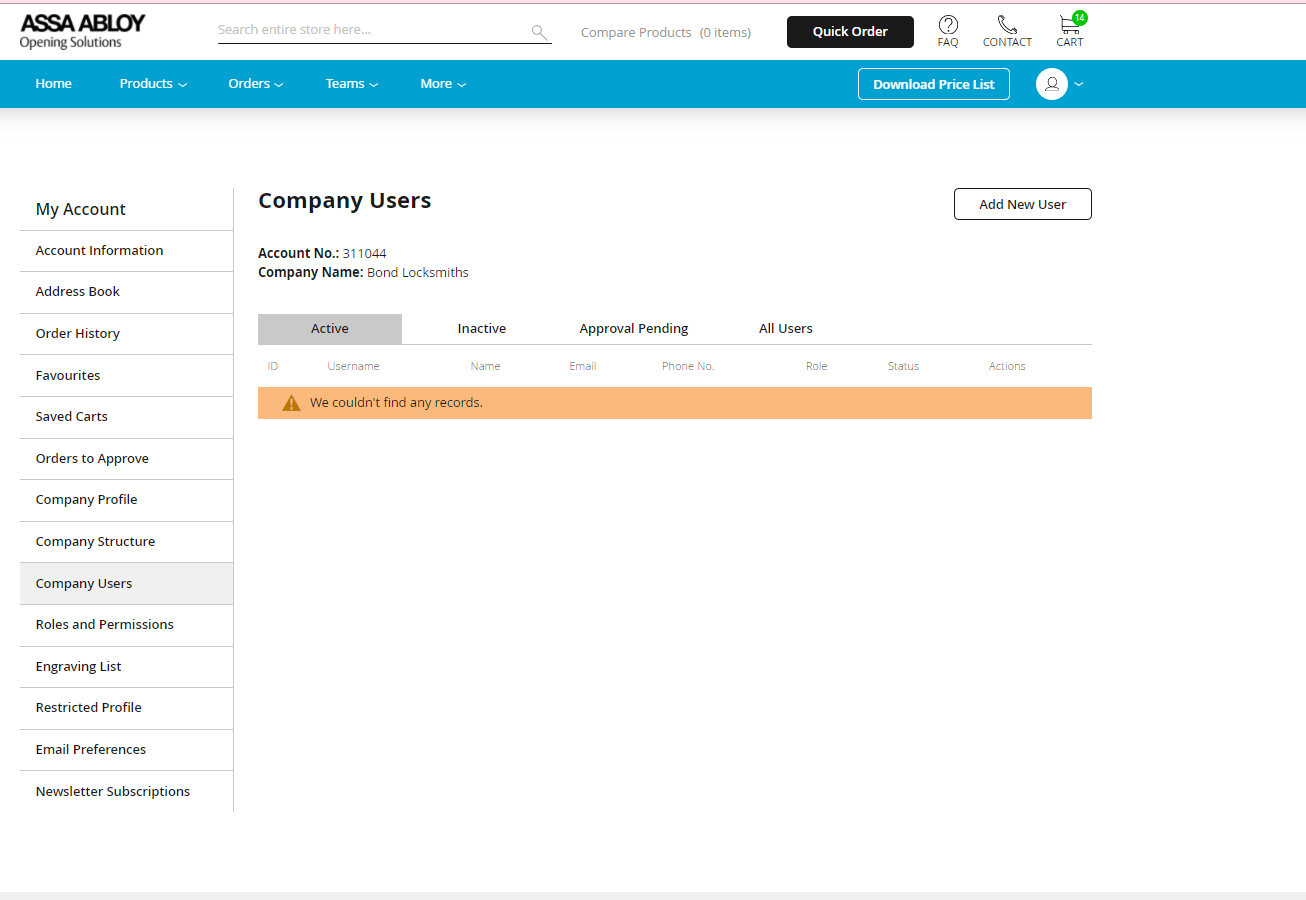 ASSA ABLOY
Opening Solutions
Search entire store here...
Compare Products (0 items)
Quick Order
FAQ
CONTACT
14
CART
Home
Products
Orders
Teams
More
Download Price List
My Account
Account Information
Address Book
Order History
Favourites
Saved Carts
Orders to Approve
Company Profile
Company Structure
Company Users
Roles and Permissions
Engraving List
Restricted Profile
Email Preferences
Newsletter Subscriptions
Company Users
Add New User
Account No.: 311044
Company Name: Bond Locksmiths
Active Inactive Approval Pending All Users
ID Username Name Email Phone No. Role Status Actions
We couldn't find any records.